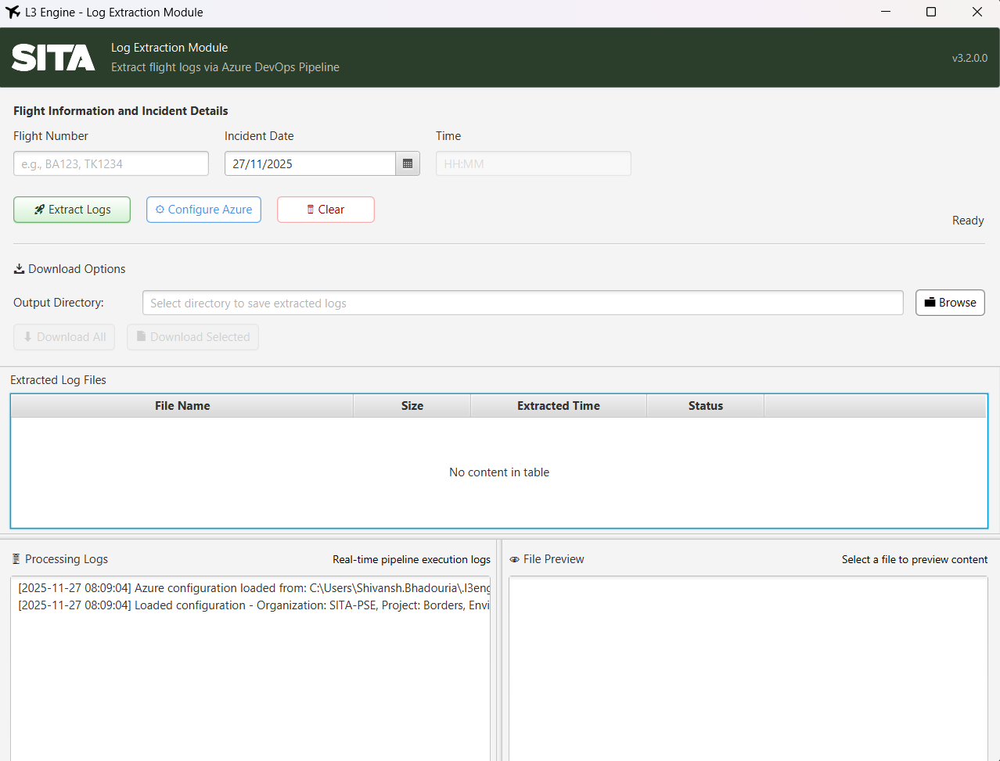 L3 Engine - Log Extraction Module
SITA
Log Extraction Module
Extract flight logs via Azure DevOps Pipeline
v3.2.0.0
Flight Information and Incident Details
Flight Number
Incident Date
Time
e.g., BA123, TK1234
27/11/2025
HH:MM
Extract Logs
Configure Azure
Clear
Ready
Download Options
Output Directory:
Select directory to save extracted logs
Browse
Download All
Download Selected
Extracted Log Files
File Name
Size
Extracted Time
Status
No content in table
Processing Logs
Real-time pipeline execution logs
[2025-11-27 08:09:04] Azure configuration loaded from: C:\Users\Shivansh.Bhadouria\.l3eng
[2025-11-27 08:09:04] Loaded configuration - Organization: SITA-PSE, Project: Borders, Envi
File Preview
Select a file to preview content